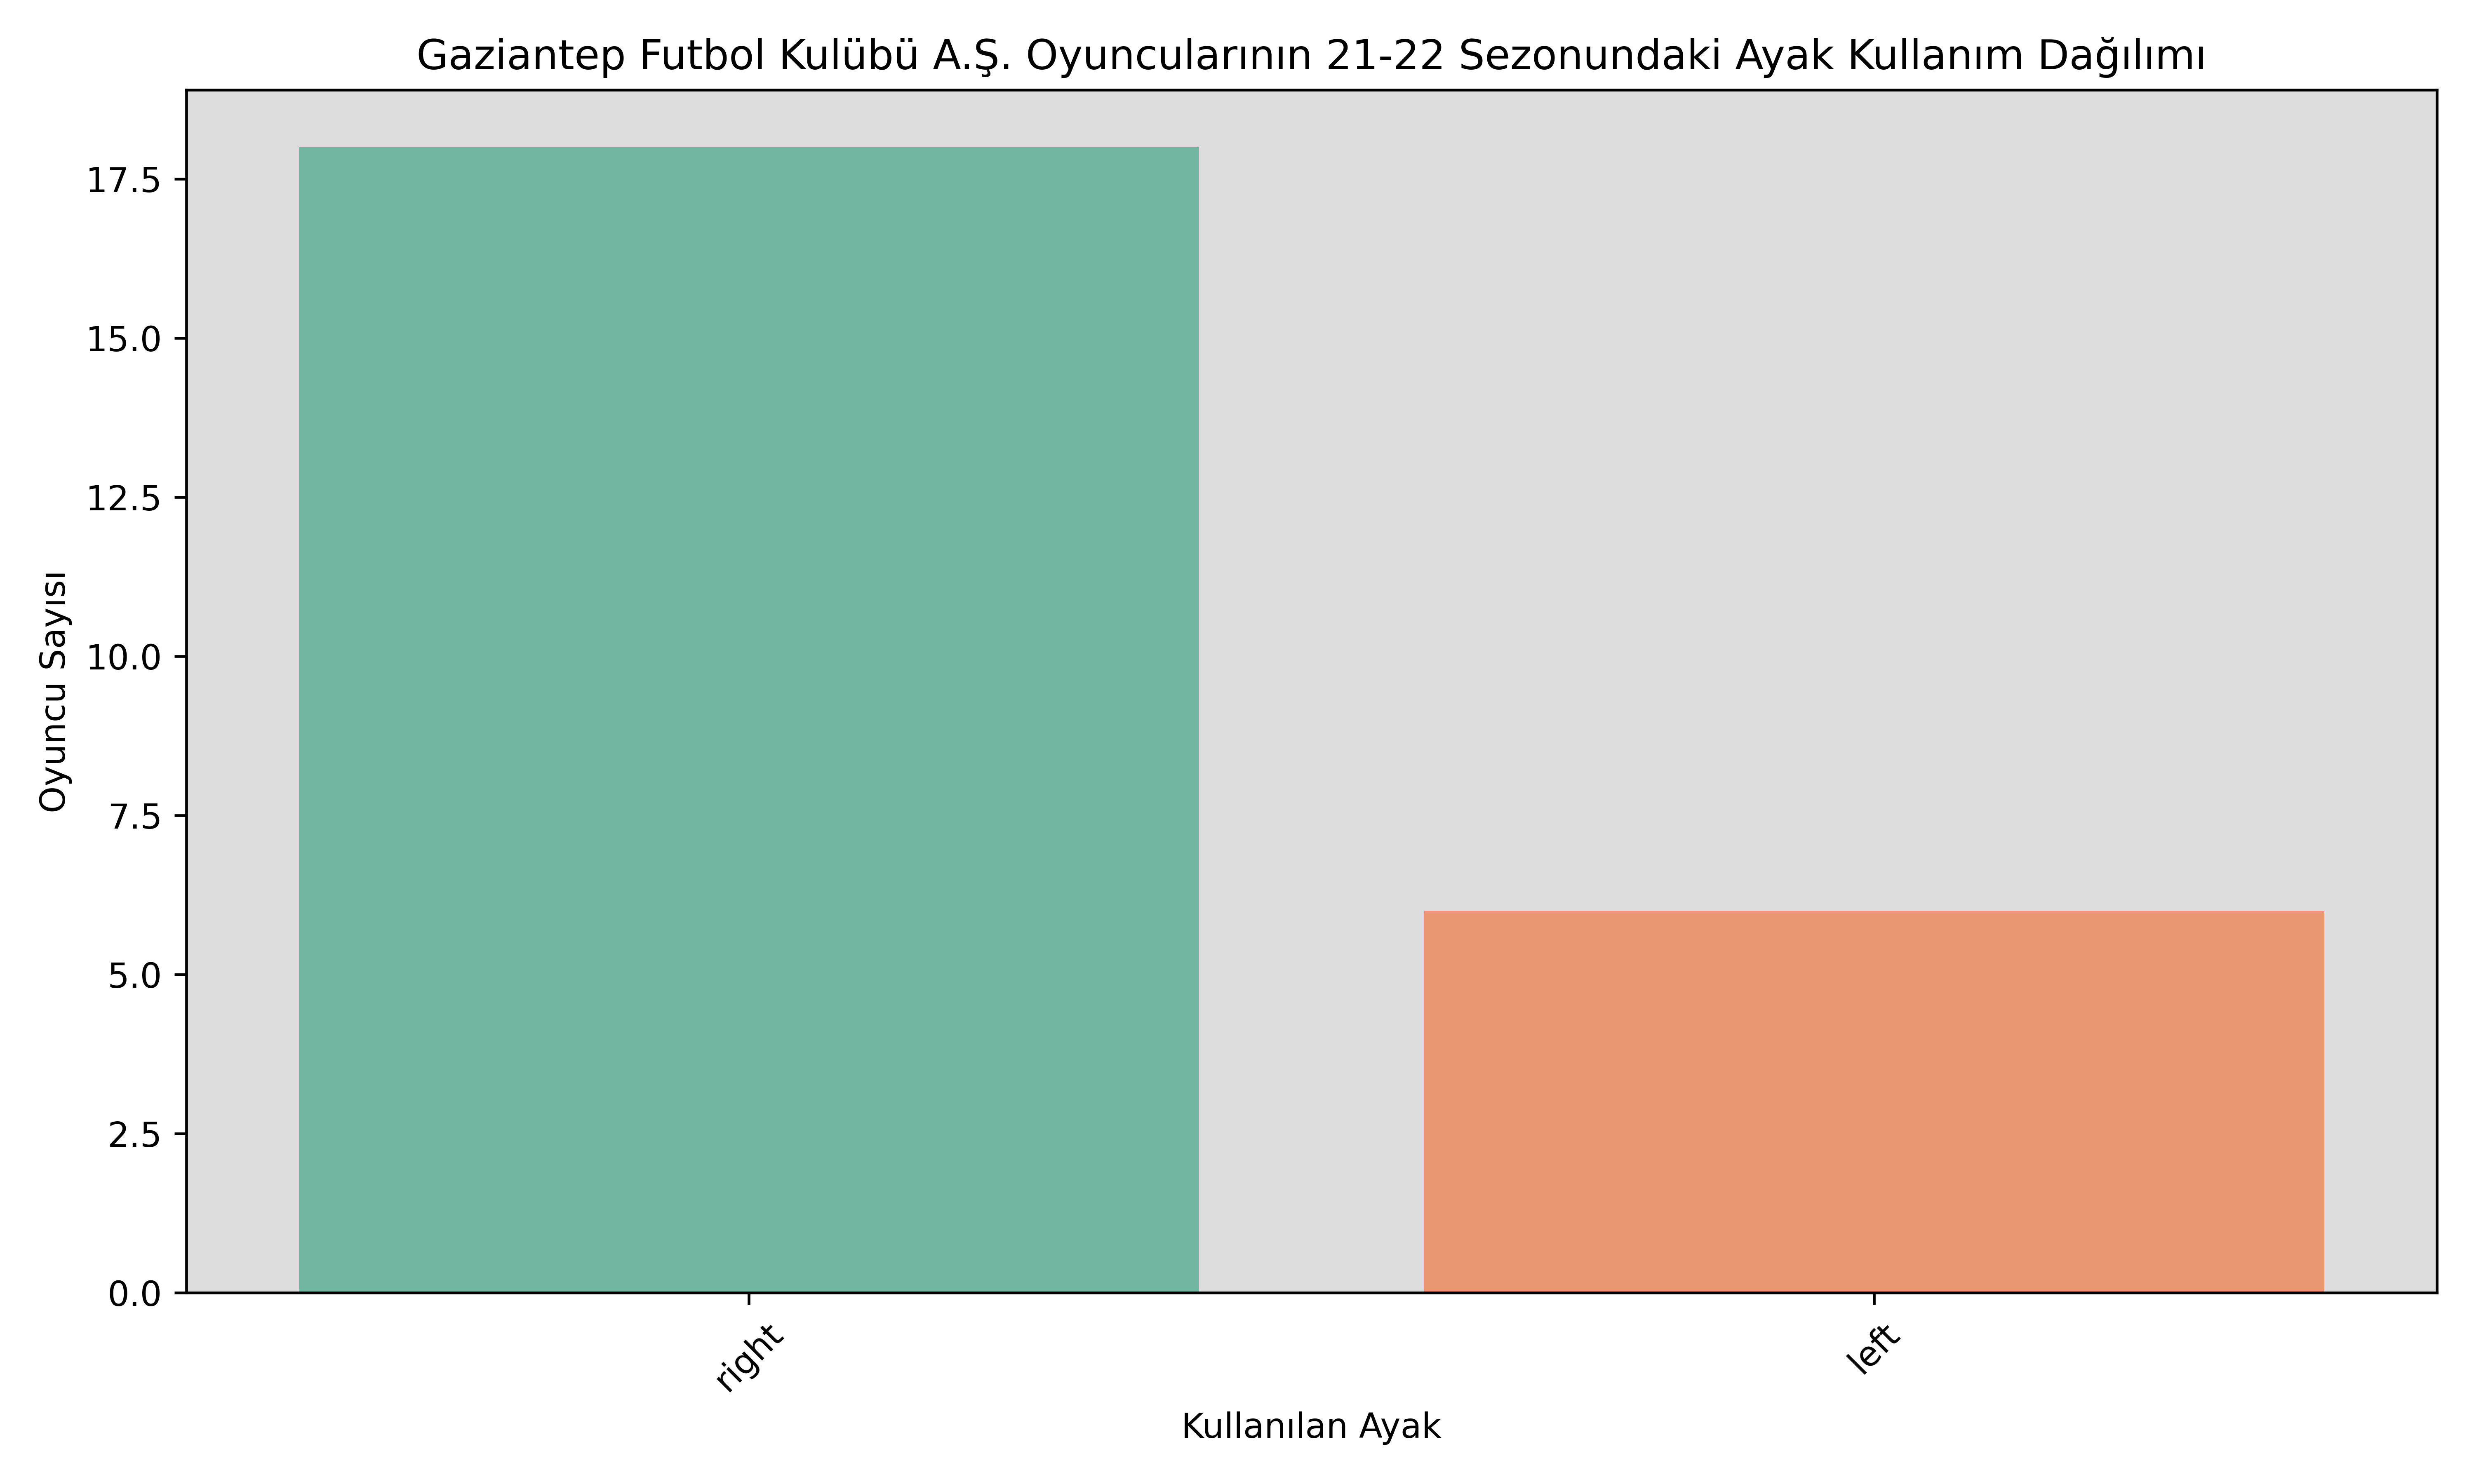 Gaziantep Futbol Kulübü A.Ş. Oyuncularının 21-22 Sezonundaki Ayak Kullanım Dağılımı
Oyuncu Sayısı
17.5
15.0
12.5
10.0
7.5
5.0
2.5
0.0
right
left
Kullanılan Ayak